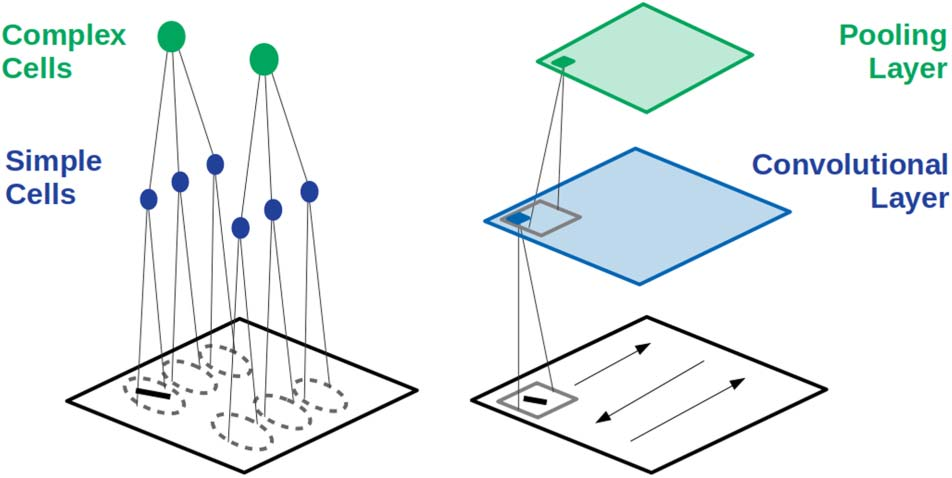 Complex
Cells
Simple
Cells
Pooling
Layer
Convolutional
Layer